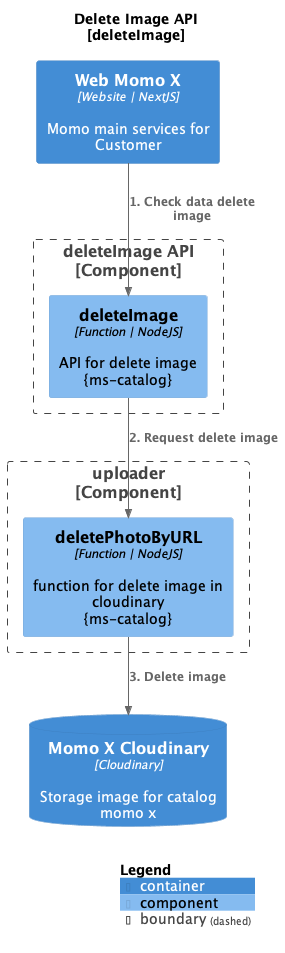 Delete Image API
[deleteImage]
Web Momo X
[Website | NextJS]
Momo main services for
Customer
1. Check data delete
image
deleteImage API
[Component]
deleteImage
[Function | NodeJS]
API for delete image
{ms-catalog}
2. Request delete image
uploader
[Component]
deletePhotoByURL
[Function | NodeJS]
function for delete image in
cloudinary
{ms-catalog}
3. Delete image
Momo X Cloudinary
[Cloudinary]
Storage image for catalog
momo x
Legend
container
component
boundary (dashed)